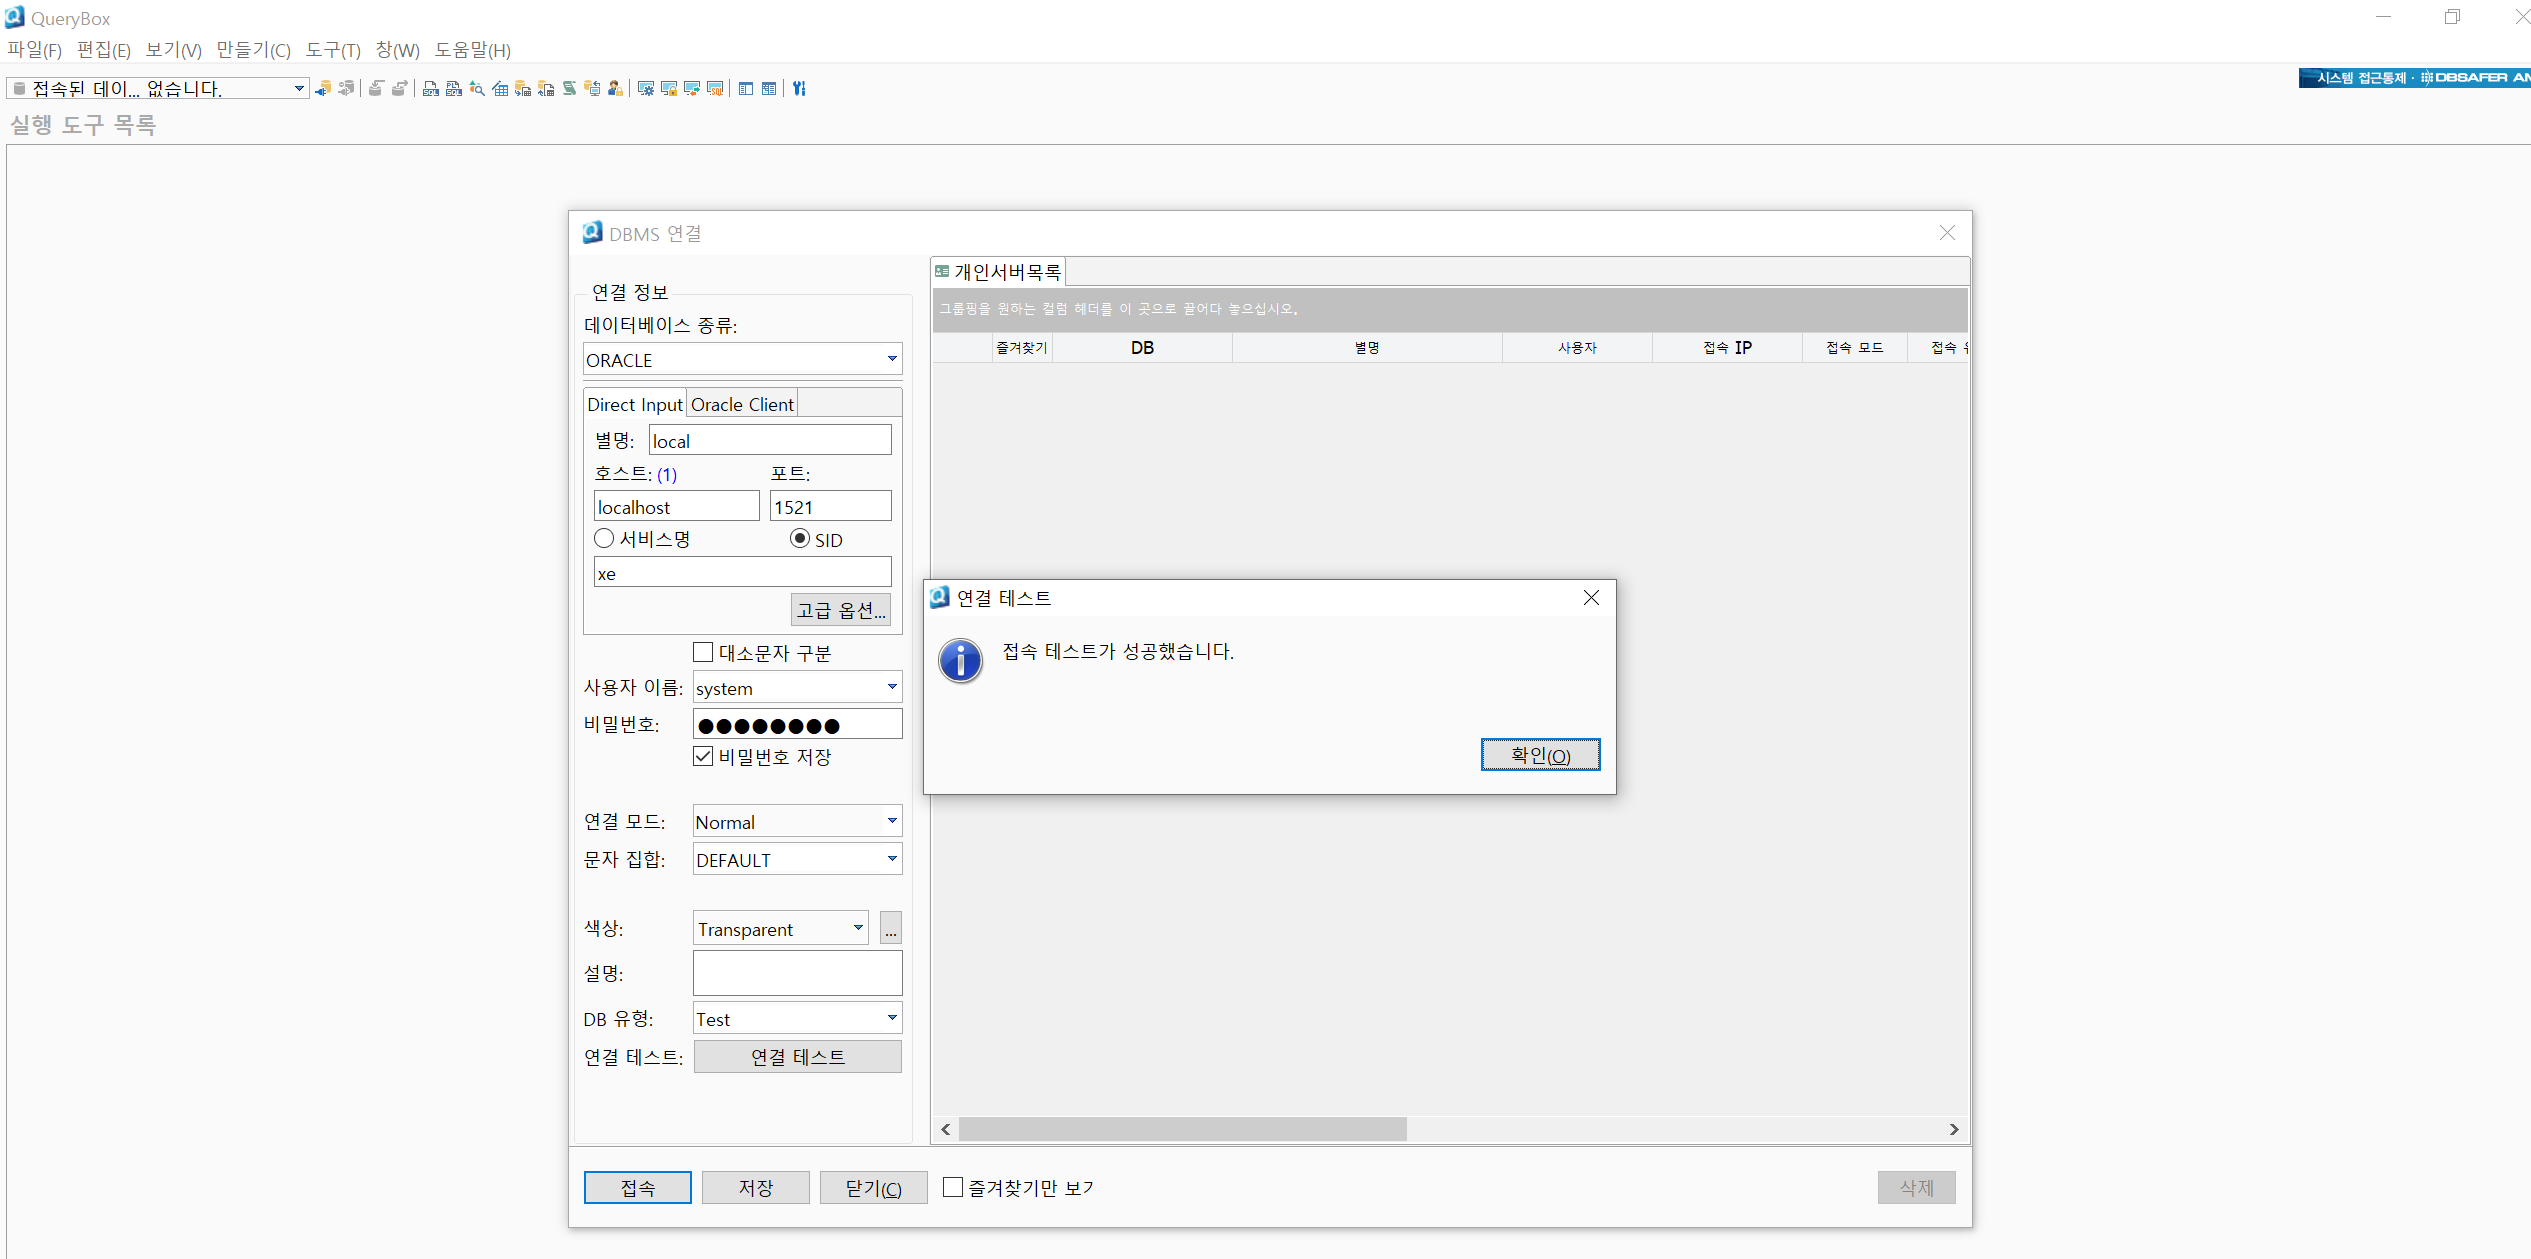 QueryBox
파일(F) 편집(E) 보기(V) 만들기(C) 도구(T) 창(W) 도움말(H)
접속된 데이... 없습니다.
시스템 접근통제 · DBSAFER AN
실행 도구 목록
DBMS 연결
연결 정보
데이터베이스 종류:
ORACLE
Direct Input Oracle Client
별명: local
호스트: (1) 포트:
localhost 1521
서비스명 SID
xe
고급 옵션...
대소문자 구분
사용자 이름: system
비밀번호: ●●●●●●●●
비밀번호 저장
연결 모드: Normal
문자 집합: DEFAULT
색상: Transparent ...
설명:
DB 유형: Test
연결 테스트: 연결 테스트
개인서버목록
그룹핑을 원하는 컬럼 헤더를 이 곳으로 끌어다 놓으십시오.
즐겨찾기 DB 별명 사용자 접속 IP 접속 모드 접속
연결 테스트
접속 테스트가 성공했습니다.
확인(O)
접속 저장 닫기(C) 즐겨찾기만 보기 삭제